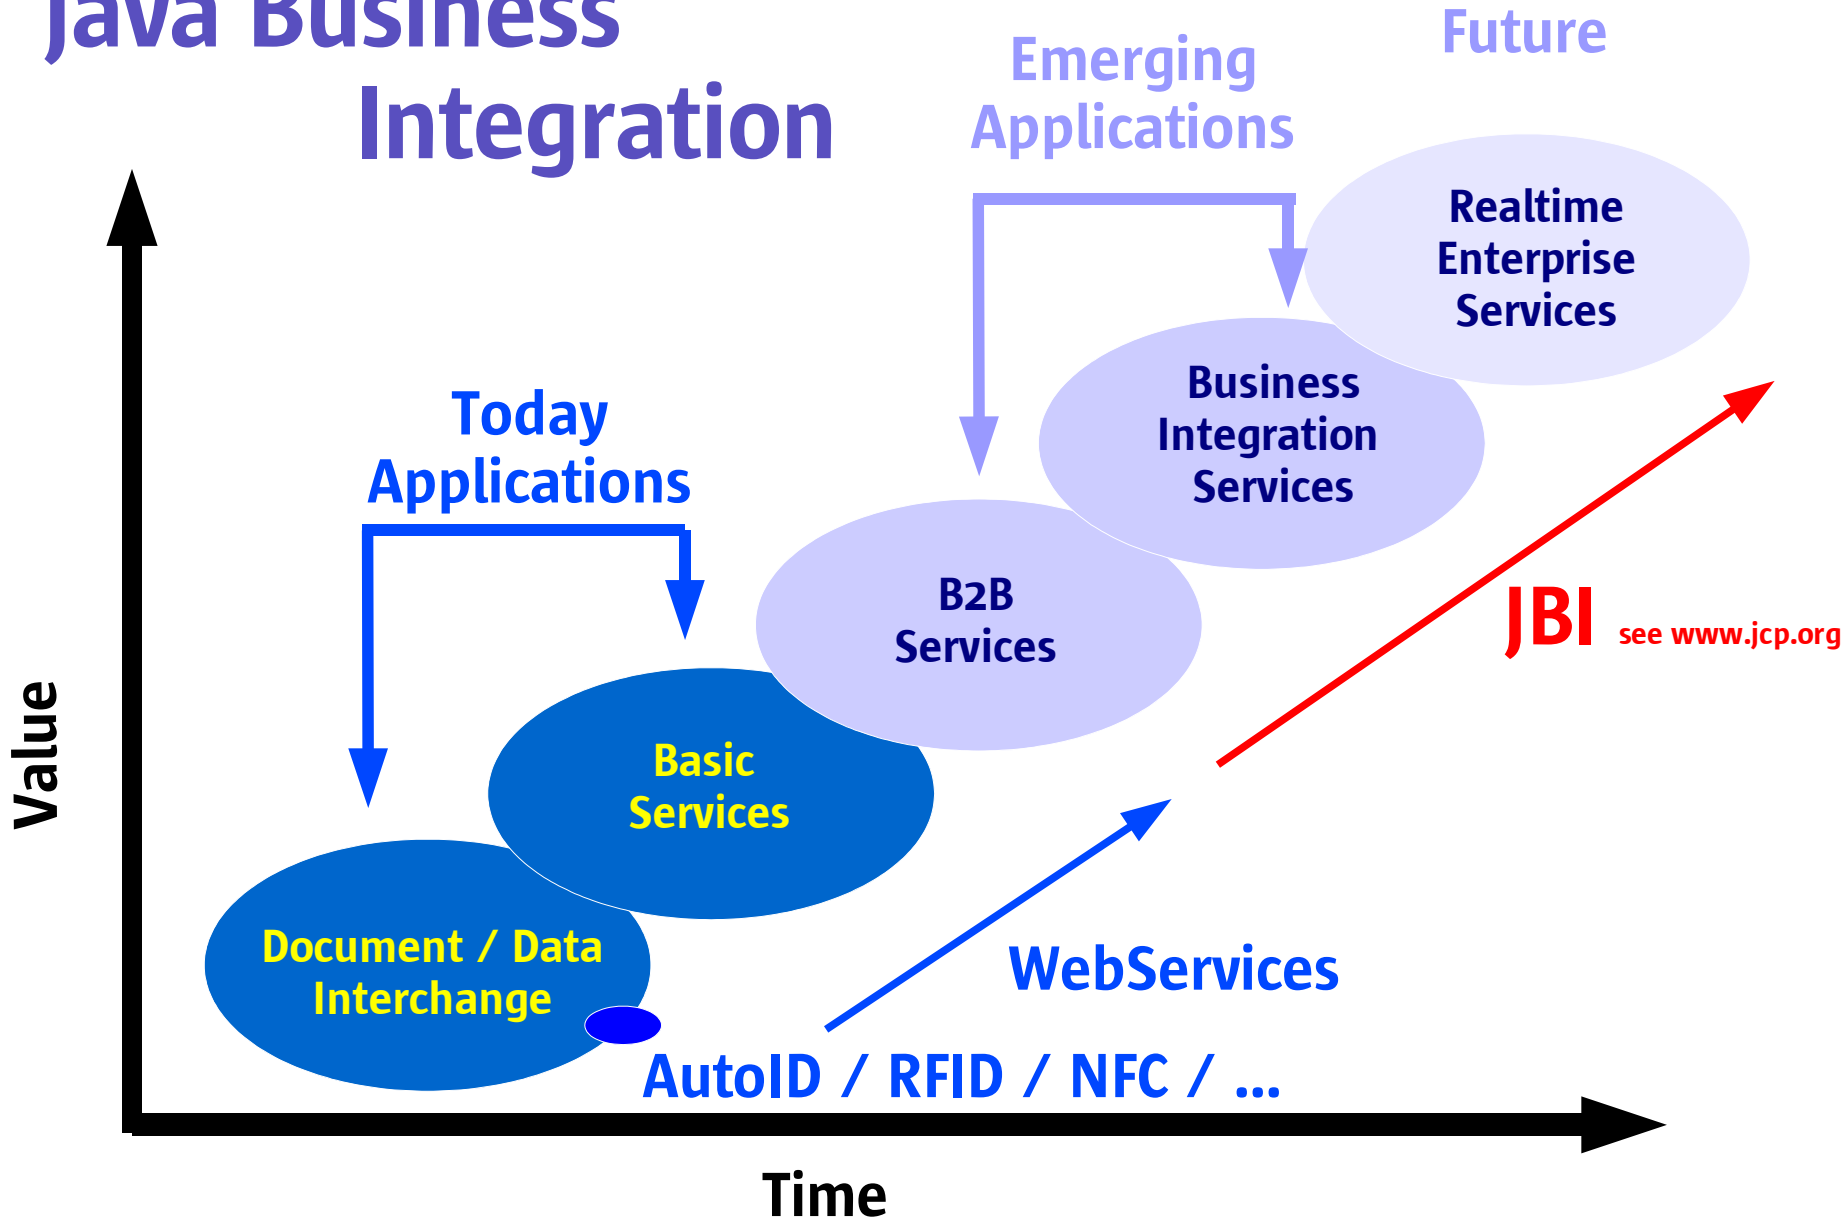 Java Business
Integration
Emerging
Applications
Future
Realtime
Enterprise
Services
Business
Integration
Services
Today
Applications
B2B
Services
JBI see www.jcp.org
Value
Basic
Services
Document / Data
Interchange
WebServices
AutoID / RFID / NFC / ...
Time